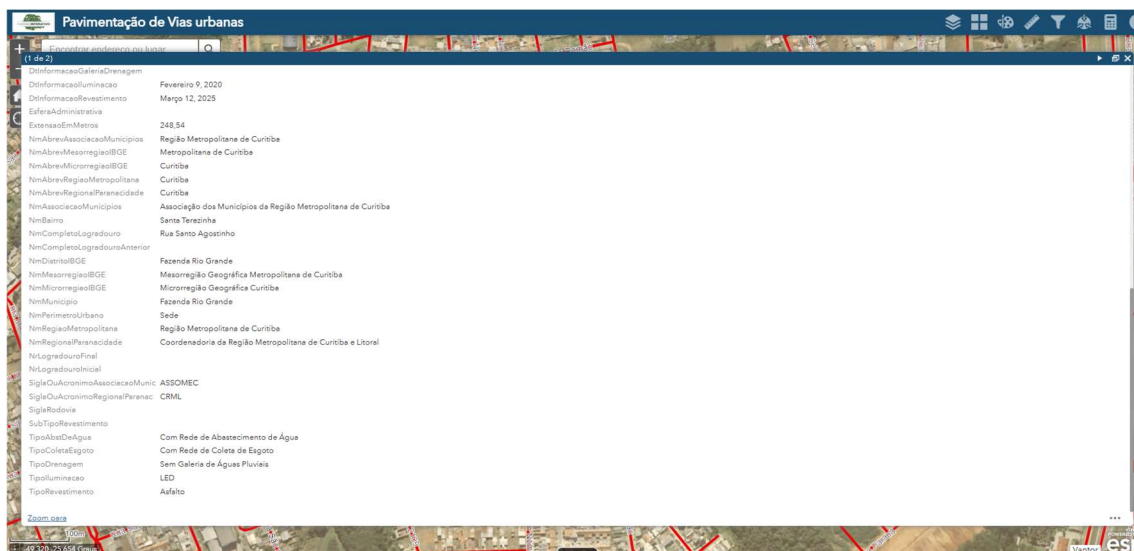 Pavimentação de Vias urbanas
Encontrar endereço ou lugar
(1 de 2)
DtInformacaoGaleriaDrenagem
DtInformacaoIluminacao Fevereiro 9, 2020
DtInformacaoRevestimento Março 12, 2025
EsferaAdministrativa
ExtensaoEmMetros 248,54
NmAbrevAssociacaoMunicipios Região Metropolitana de Curitiba
NmAbrevMesorregiaoIBGE Metropolitana de Curitiba
NmAbrevMicrorregiaoIBGE Curitiba
NmAbrevRegiaoMetropolitana Curitiba
NmAbrevRegionalParanacidade Curitiba
NmAssociacaoMunicipios Associação dos Municípios da Região Metropolitana de Curitiba
NmBairro Santa Terezinha
NmCompletoLogradouro Rua Santo Agostinho
NmCompletoLogradouroAnterior
NmDistritoIBGE Fazenda Rio Grande
NmMesorregiaoIBGE Mesorregião Geográfica Metropolitana de Curitiba
NmMicrorregiaoIBGE Microrregião Geográfica Curitiba
NmMunicipio Fazenda Rio Grande
NmPerimetroUrbano Sede
NmRegiaoMetropolitana Região Metropolitana de Curitiba
NmRegionalParanacidade Coordenadoria da Região Metropolitana de Curitiba e Litoral
NrLogradouroFinal
NrLogradouroInicial
SiglaOuAcronimoAssociacaoMunic ASSOMEC
SiglaOuAcronimoRegionalParanac CRML
SiglaRodovia
SubTipoRevestimento
TipoAbstDeAgua Com Rede de Abastecimento de Água
TipoColetaEsgoto Com Rede de Coleta de Esgoto
TipoDrenagem Sem Galeria de Águas Pluviais
TipoIluminacao LED
TipoRevestimento Asfalto
Zoom para
100m
-49.320 -25.654 Graus
Vantor
esri